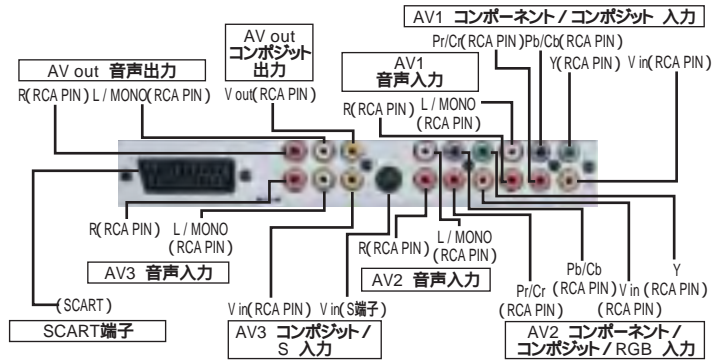 AV1 コンポーネント / コンポジット 入力
Pr/Cr(RCA PIN) Pb/Cb(RCA PIN)
Y(RCA PIN) V in(RCA PIN)
AV out
コンポジット
出力
V out(RCA PIN)
AV out 音声出力
R(RCA PIN) L / MONO(RCA PIN)
AV1
音声入力
R(RCA PIN) L / MONO
(RCA PIN)
R(RCA PIN) L / MONO
(RCA PIN)
AV3 音声入力
(SCART)
SCART端子
V in(RCA PIN) V in(S端子)
AV3 コンポジット /
S 入力
R(RCA PIN) L / MONO
(RCA PIN)
AV2 音声入力
Pr/Cr
(RCA PIN)
Pb/Cb
(RCA PIN)
V in
(RCA PIN)
Y
(RCA PIN)
AV2 コンポーネント /
コンポジット / RGB 入力